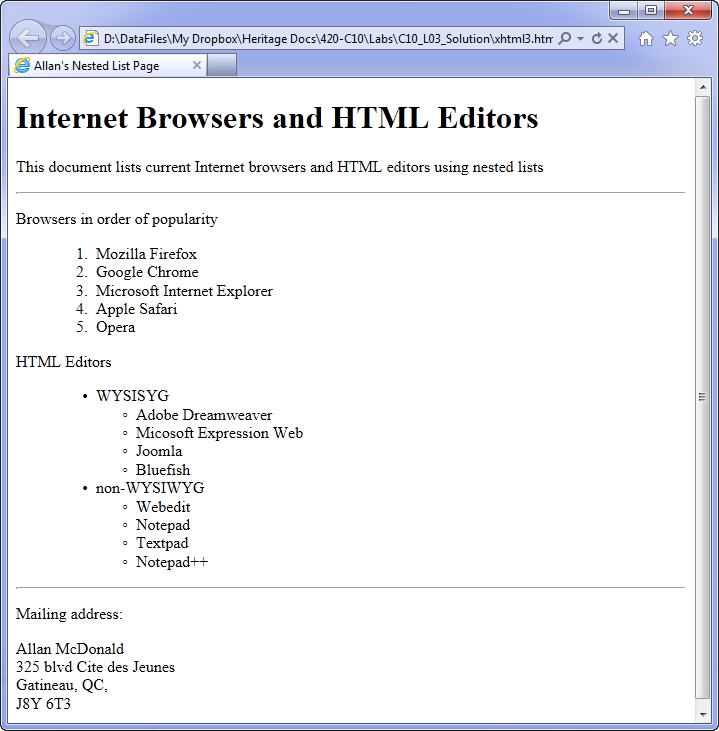 D:\DataFiles\My Dropbox\Heritage Docs\420-C10\Labs\C10_L03_Solution\xhtml3.htm
Allan's Nested List Page
Internet Browsers and HTML Editors
This document lists current Internet browsers and HTML editors using nested lists
Browsers in order of popularity
1. Mozilla Firefox
2. Google Chrome
3. Microsoft Internet Explorer
4. Apple Safari
5. Opera
HTML Editors
• WYSISYG
◦ Adobe Dreamweaver
◦ Micosoft Expression Web
◦ Joomla
◦ Bluefish
• non-WYSIWYG
◦ Webedit
◦ Notepad
◦ Textpad
◦ Notepad++
Mailing address:
Allan McDonald
325 blvd Cite des Jeunes
Gatineau, QC,
J8Y 6T3